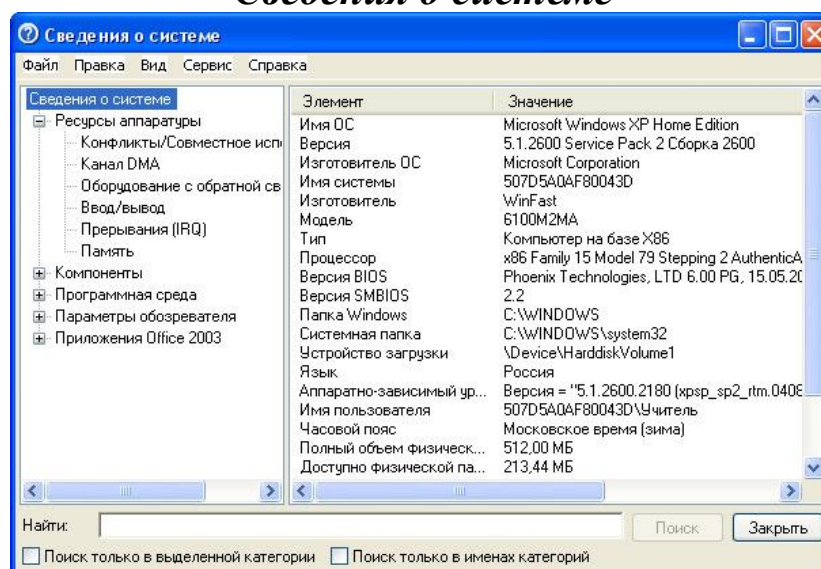 Сведения о системе
Сведения о системе
Файл Правка Вид Сервис Справка
Сведения о системе
Ресурсы аппаратуры
Конфликты/Совместное испо
Канал DMA
Оборудование с обратной св
Ввод/вывод
Прерывания (IRQ)
Память
Компоненты
Программная среда
Параметры обозревателя
Приложения Office 2003
Элемент Значение
Имя ОС Microsoft Windows XP Home Edition
Версия 5.1.2600 Service Pack 2 Сборка 2600
Изготовитель ОС Microsoft Corporation
Имя системы 507D5A0AF80043D
Изготовитель WinFast
Модель 6100M2MA
Тип Компьютер на базе X86
Процессор x86 Family 15 Model 79 Stepping 2 AuthenticA
Версия BIOS Phoenix Technologies, LTD 6.00 PG, 15.05.20
Версия SMBIOS 2.2
Папка Windows C:\WINDOWS
Системная папка C:\WINDOWS\system32
Устройство загрузки \Device\HarddiskVolume1
Язык Россия
Аппаратно-зависимый ур... Версия = "5.1.2600.2180 (xpsp_sp2_rtm.0408
Имя пользователя 507D5A0AF80043D\Учитель
Часовой пояс Московское время (зима)
Полный объем физическ... 512,00 МБ
Доступно физической па... 213,44 МБ
Найти: Поиск Закрыть
Поиск только в выделенной категории Поиск только в именах категорий